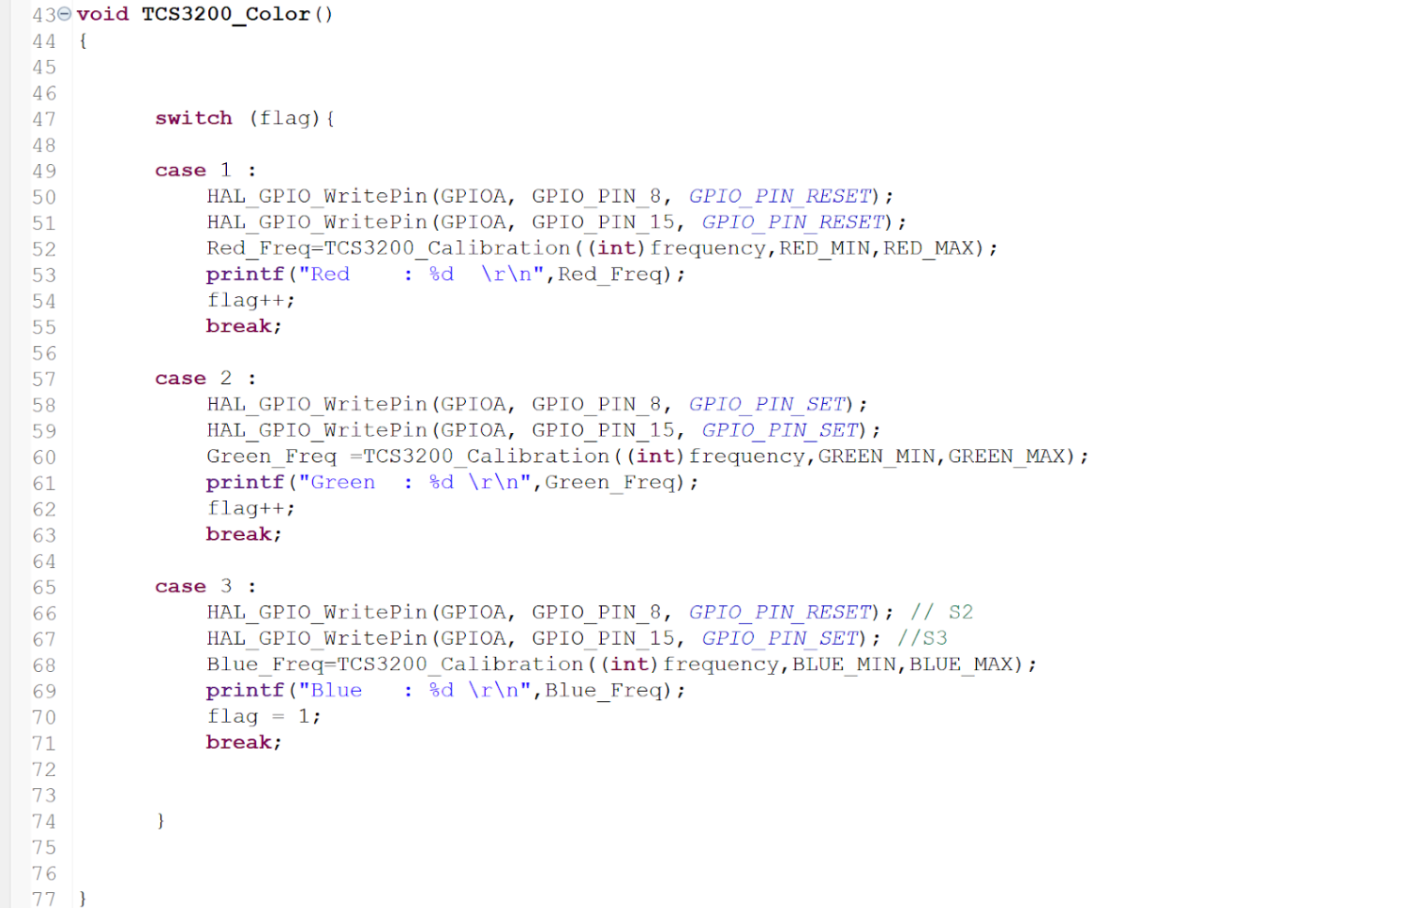 43 void TCS3200_Color()
44 {
45
46
47 switch (flag){
48
49 case 1 :
50 HAL_GPIO_WritePin(GPIOA, GPIO_PIN_8, GPIO_PIN_RESET);
51 HAL_GPIO_WritePin(GPIOA, GPIO_PIN_15, GPIO_PIN_RESET);
52 Red_Freq=TCS3200_Calibration((int)frequency,RED_MIN,RED_MAX);
53 printf("Red    : %d  \r\n",Red_Freq);
54 flag++;
55 break;
56
57 case 2 :
58 HAL_GPIO_WritePin(GPIOA, GPIO_PIN_8, GPIO_PIN_SET);
59 HAL_GPIO_WritePin(GPIOA, GPIO_PIN_15, GPIO_PIN_SET);
60 Green_Freq =TCS3200_Calibration((int)frequency,GREEN_MIN,GREEN_MAX);
61 printf("Green  : %d \r\n",Green_Freq);
62 flag++;
63 break;
64
65 case 3 :
66 HAL_GPIO_WritePin(GPIOA, GPIO_PIN_8, GPIO_PIN_RESET); // S2
67 HAL_GPIO_WritePin(GPIOA, GPIO_PIN_15, GPIO_PIN_SET); //S3
68 Blue_Freq=TCS3200_Calibration((int)frequency,BLUE_MIN,BLUE_MAX);
69 printf("Blue   : %d \r\n",Blue_Freq);
70 flag = 1;
71 break;
72
73
74 }
75
76
77 }